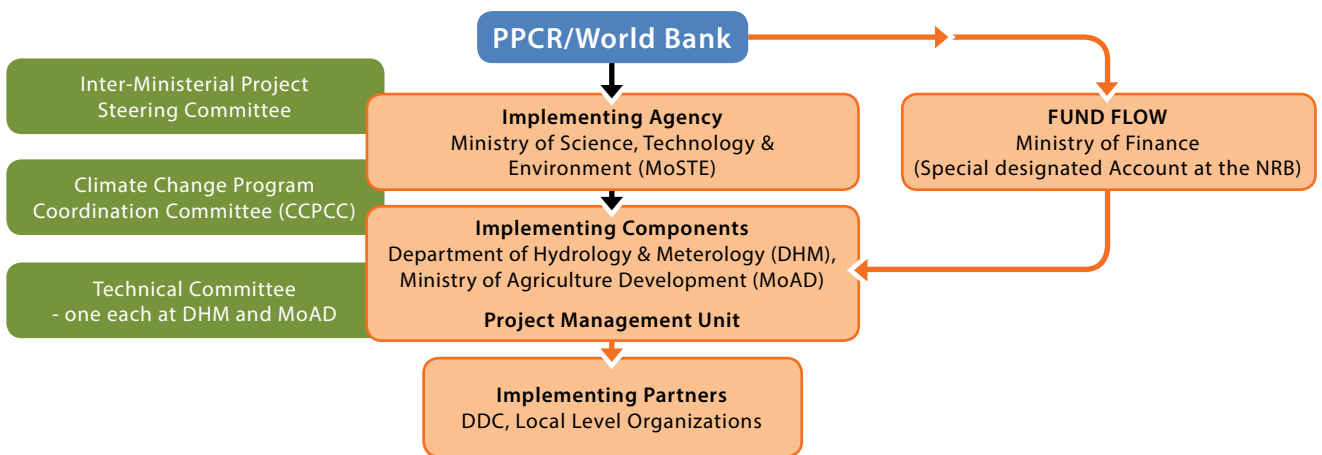 PPCR/World Bank
Inter-Ministerial Project
Steering Committee
Climate Change Program
Coordination Committee (CCPCC)
Technical Committee
- one each at DHM and MoAD
Implementing Agency
Ministry of Science, Technology &
Environment (MoSTE)
Implementing Components
Department of Hydrology & Meterology (DHM),
Ministry of Agriculture Development (MoAD)
Project Management Unit
Implementing Partners
DDC, Local Level Organizations
FUND FLOW
Ministry of Finance
(Special designated Account at the NRB)